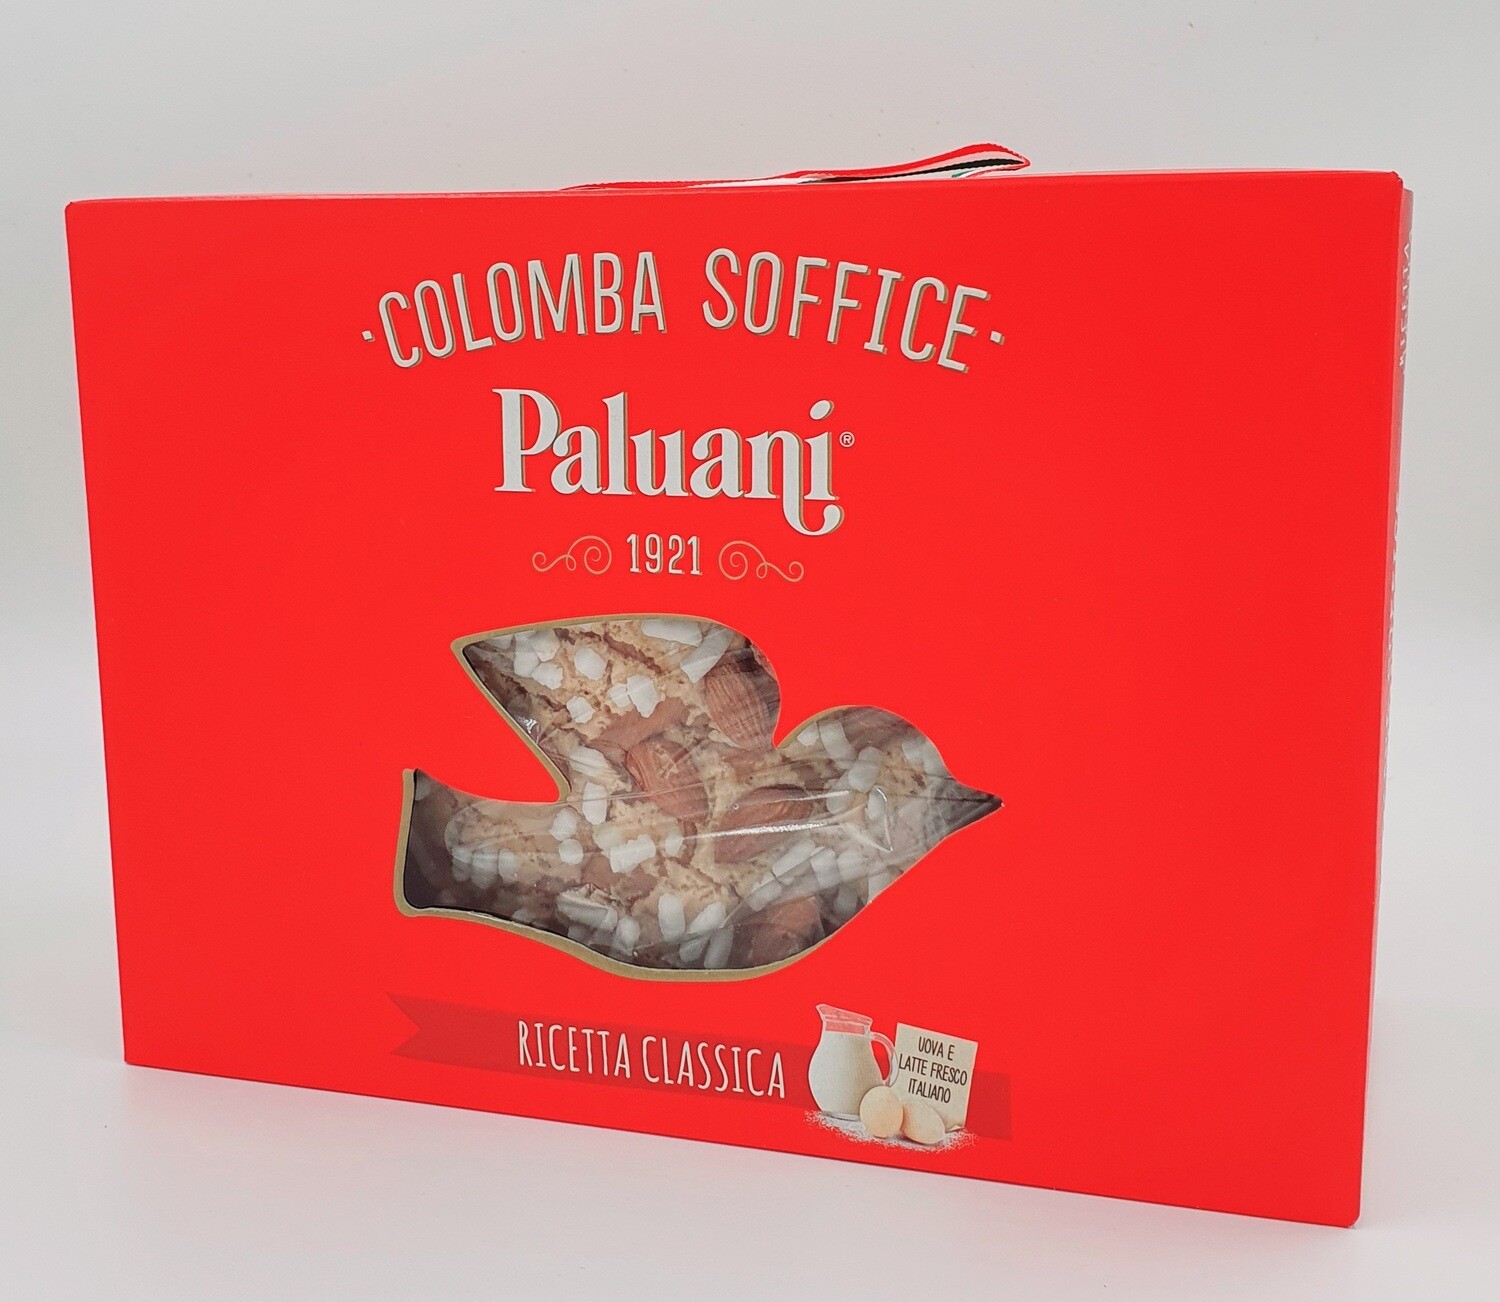 ·COLOMBA SOFFICE·
Paluani®
1921
RICETTA CLASSICA
UOVA E
LATTE FRESCO
ITALIANO